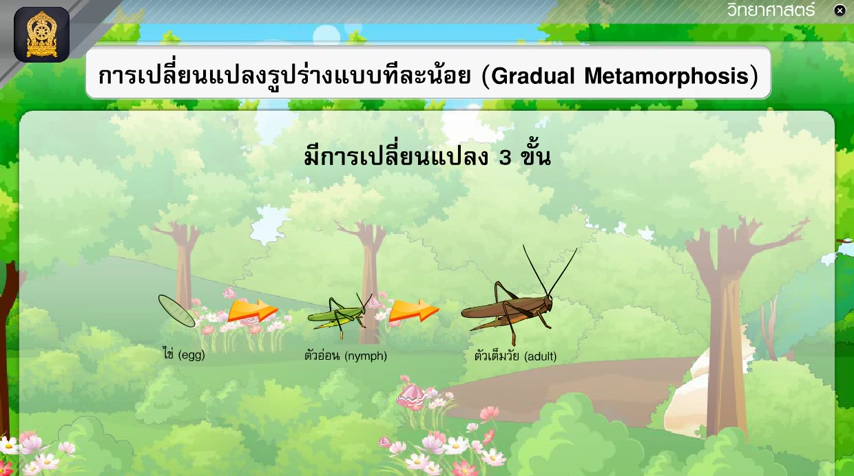 วิทยาศาสตร์
การเปลี่ยนแปลงรูปร่างแบบทีละน้อย (Gradual Metamorphosis)
มีการเปลี่ยนแปลง 3 ขั้น
ไข่ (egg) ตัวอ่อน (nymph) ตัวเต็มวัย (adult)